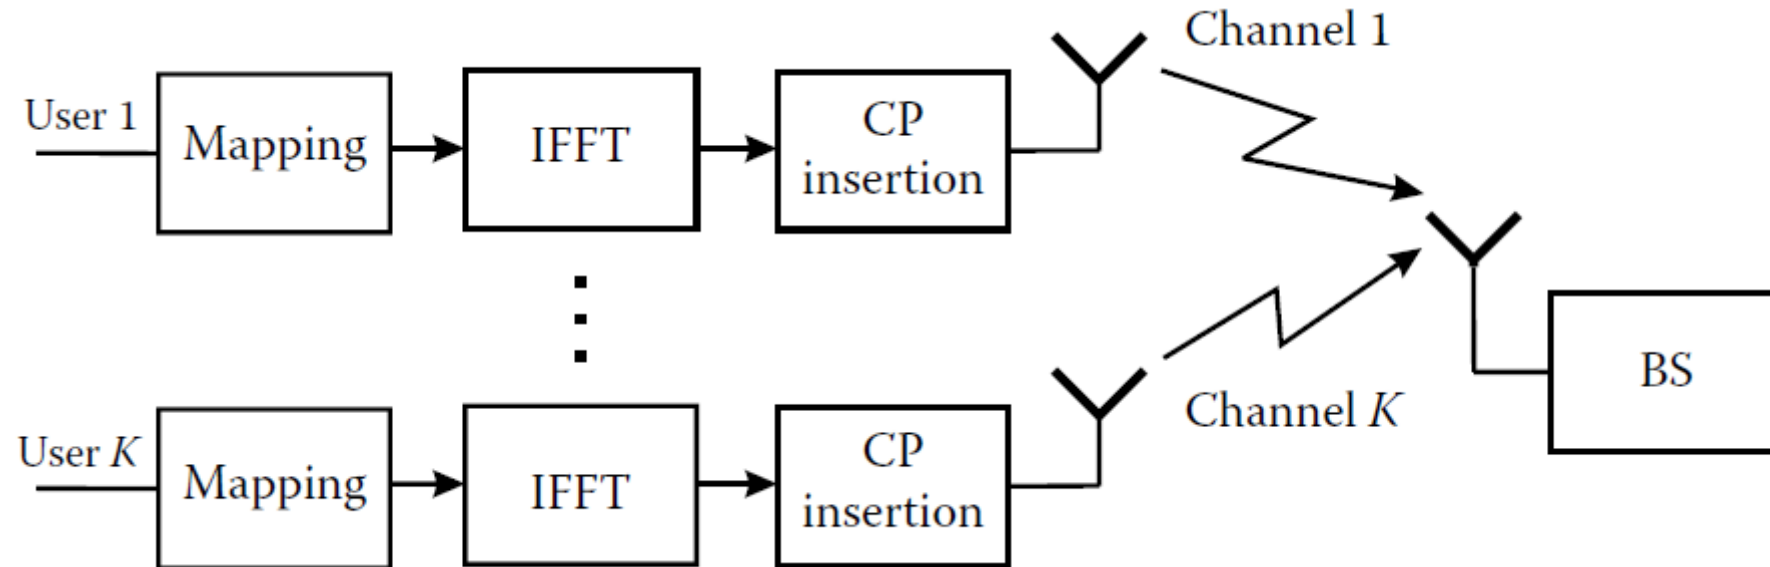 Channel 1
User 1
Mapping
IFFT
CP
insertion
BS
Channel K
User K
Mapping
IFFT
CP
insertion